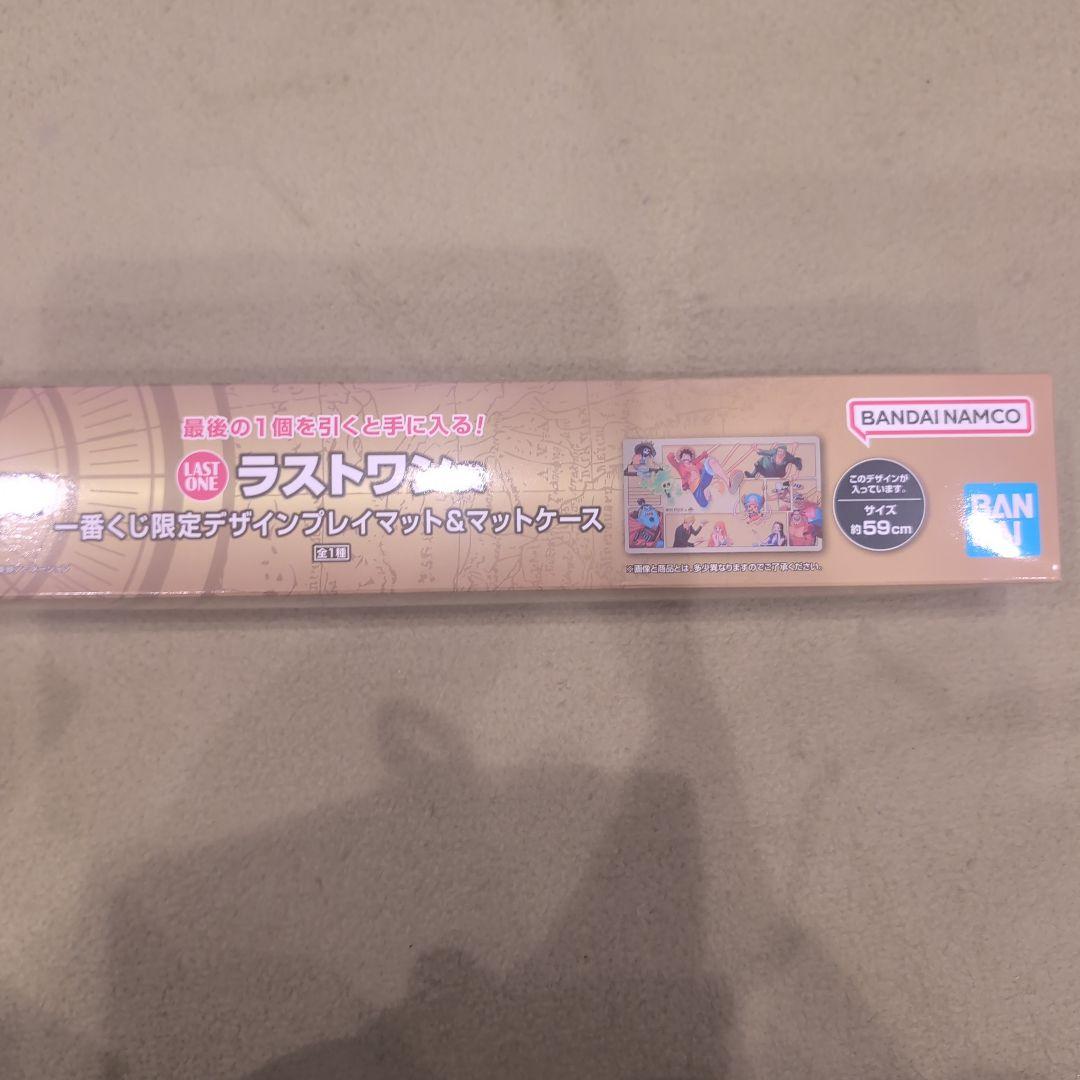 最後の1個を引くと手に入る!
LAST
ONE
ラストワン
一番くじ限定デザインプレイマット&マットケース
全1種
※画像と商品とは、多少異なりますのでご了承ください。
このデザインが
入っています。
サイズ
約59cm
BANDAI NAMCO
BAN